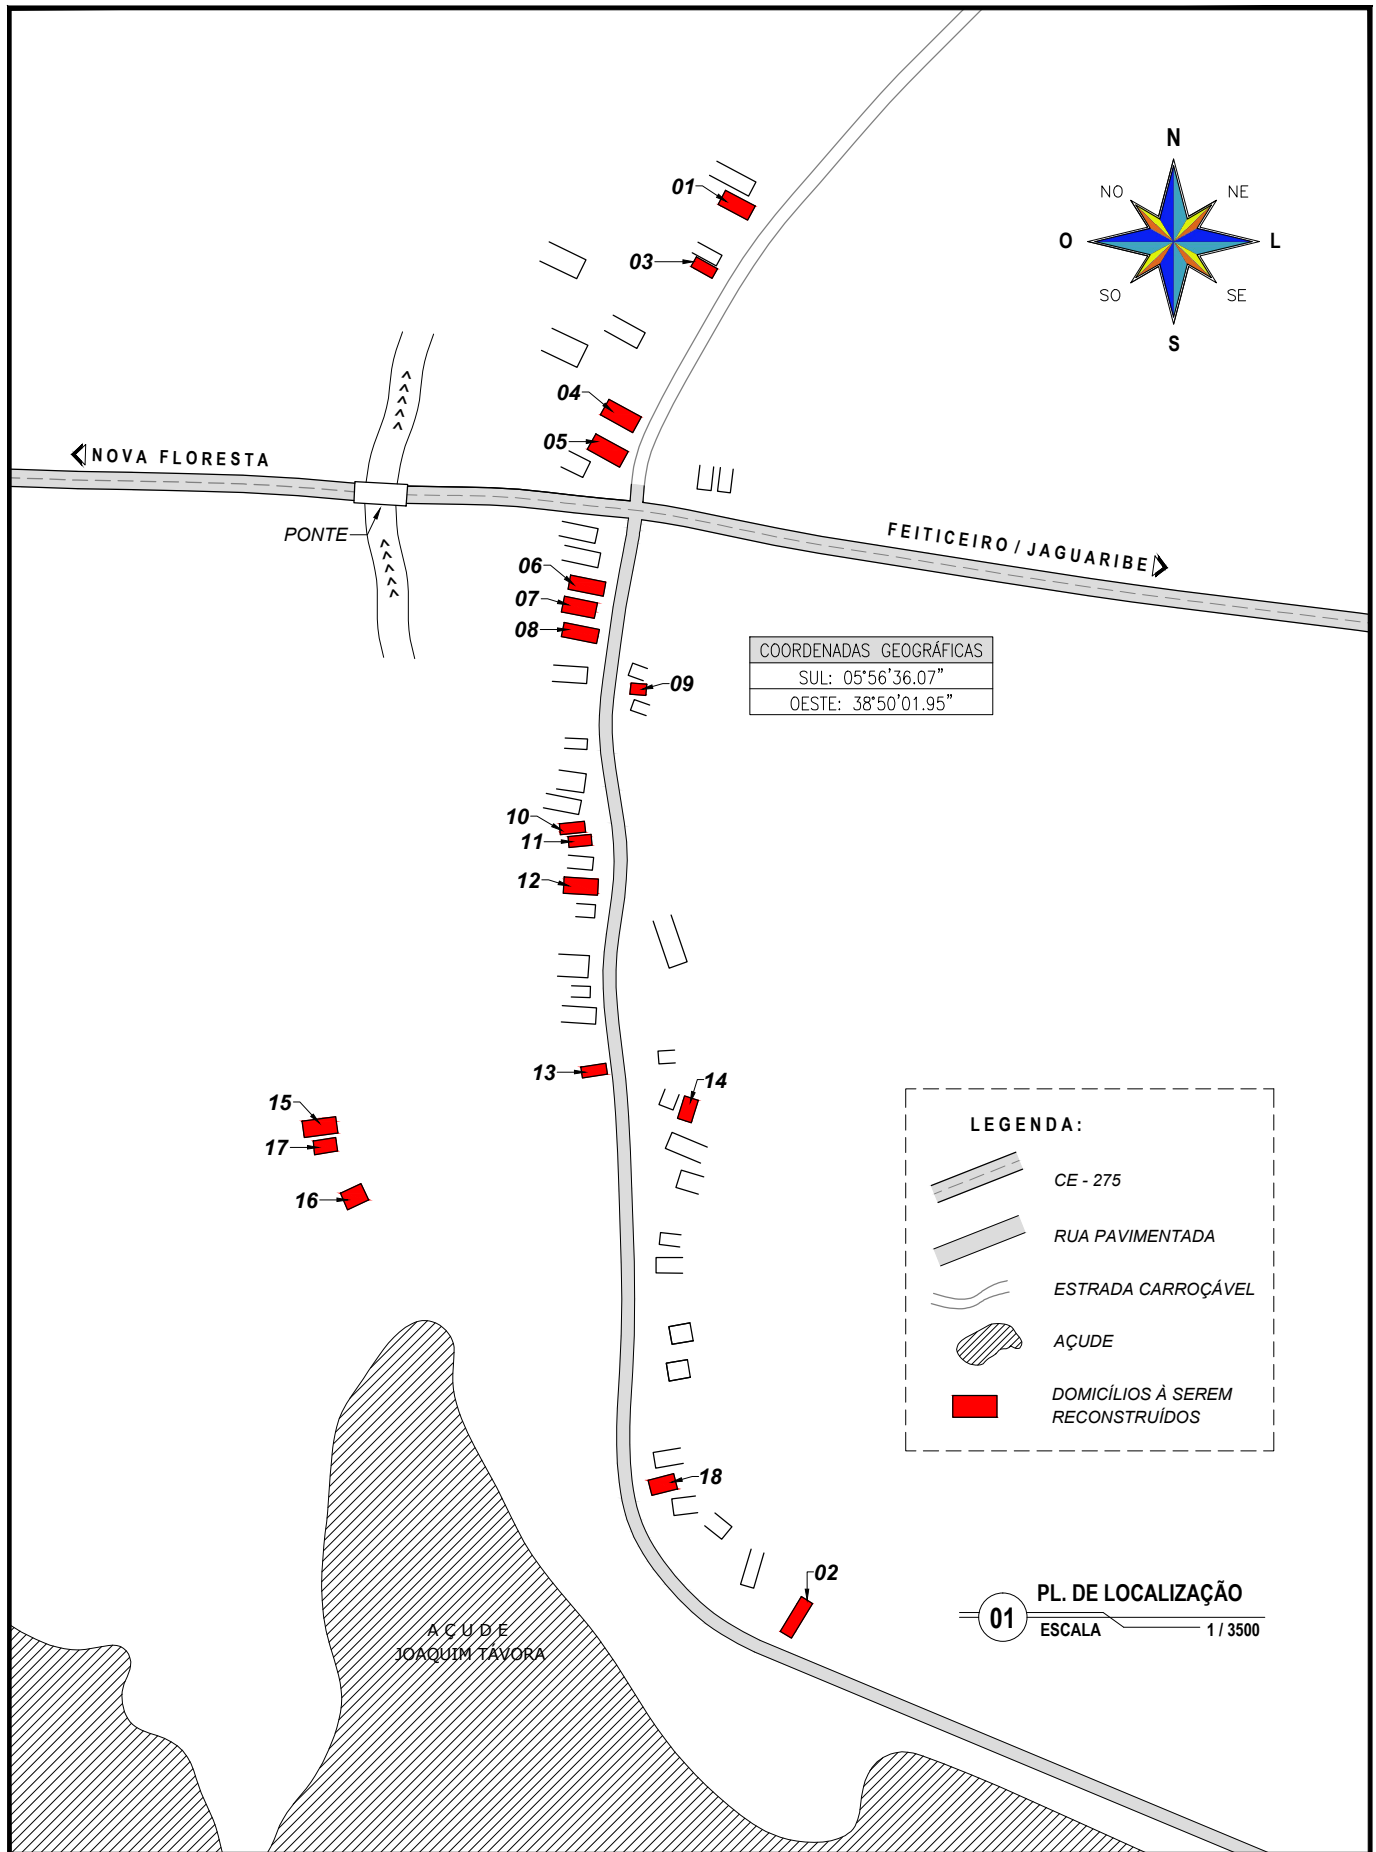 N
NO
NE
O
L
SO
SE
S
01
03
04
05
NOVA FLORESTA
PONTE
FEITICEIRO / JAGUARIBE
06
07
08
09
COORDENADAS GEOGRÁFICAS
SUL: 05°56'36.07"
OESTE: 38°50'01.95"
10
11
12
13
14
15
17
16
LEGENDA:
CE - 275
RUA PAVIMENTADA
ESTRADA CARROÇÁVEL
AÇUDE
DOMICÍLIOS À SEREM
RECONSTRUÍDOS
18
02
AÇUDE
JOAQUIM TÁVORA
01
PL. DE LOCALIZAÇÃO
ESCALA 1 / 3500